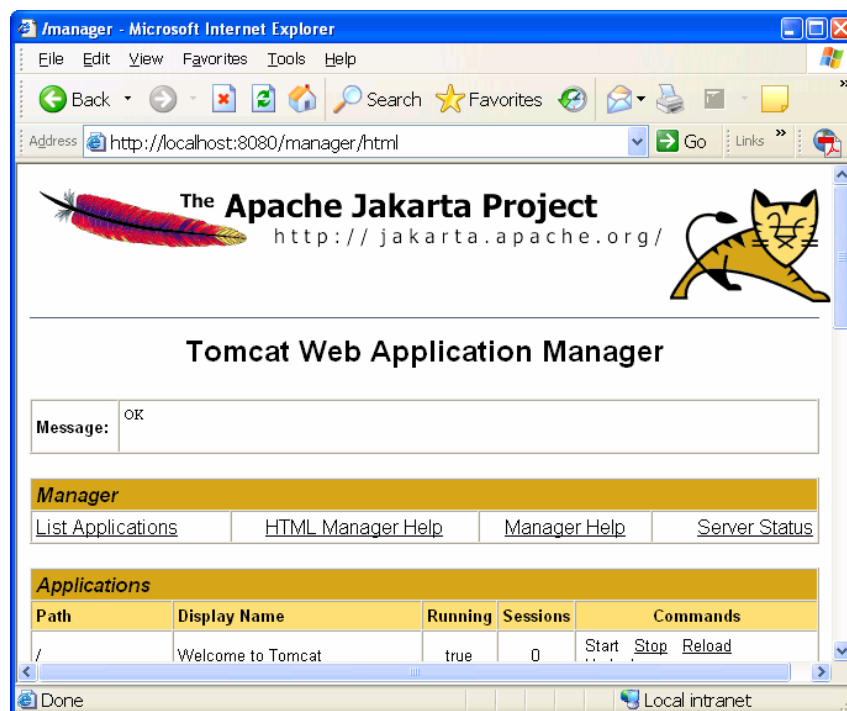 /manager - Microsoft Internet Explorer
File Edit View Favorites Tools Help
Back Search Favorites
Address http://localhost:8080/manager/html Go Links
The Apache Jakarta Project
http://jakarta.apache.org/
Tomcat Web Application Manager
Message: OK
Manager
List Applications HTML Manager Help Manager Help Server Status
Applications
Path Display Name Running Sessions Commands
/ Welcome to Tomcat true 0 Start Stop Reload
Done Local intranet